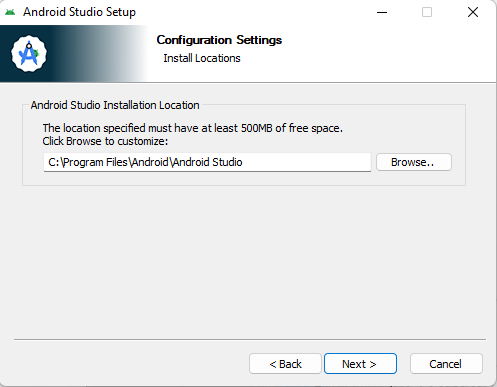 Android Studio Setup
Configuration Settings
Install Locations
Android Studio Installation Location
The location specified must have at least 500MB of free space.
Click Browse to customize:
C:\Program Files\Android\Android Studio
Browse..
< Back
Next >
Cancel